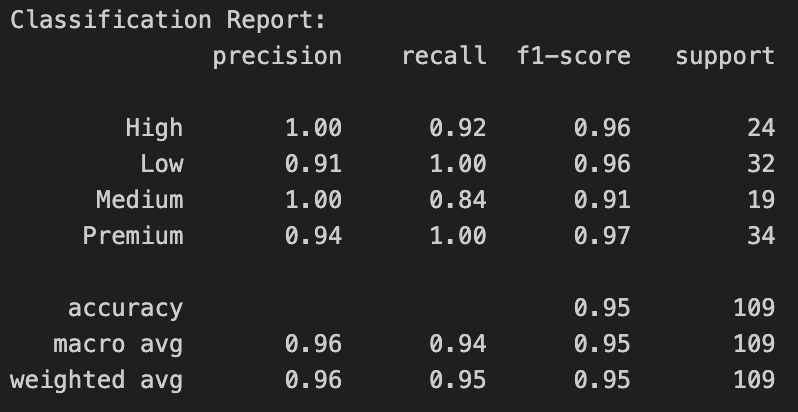 Classification Report:
precision recall f1-score support
High 1.00 0.92 0.96 24
Low 0.91 1.00 0.96 32
Medium 1.00 0.84 0.91 19
Premium 0.94 1.00 0.97 34
accuracy 0.95 109
macro avg 0.96 0.94 0.95 109
weighted avg 0.96 0.95 0.95 109